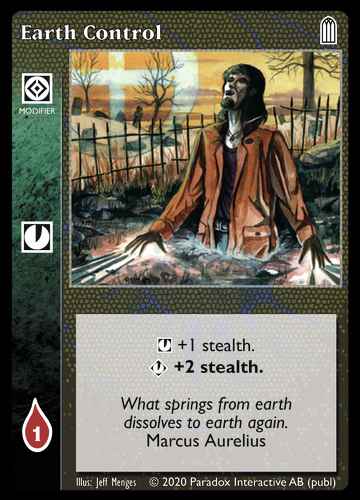 Earth Control
MODIFIER
+1 stealth.
+2 stealth.
What springs from earth
dissolves to earth again.
Marcus Aurelius
1
Illus: Jeff Menges © 2020 Paradox Interactive AB (publ)